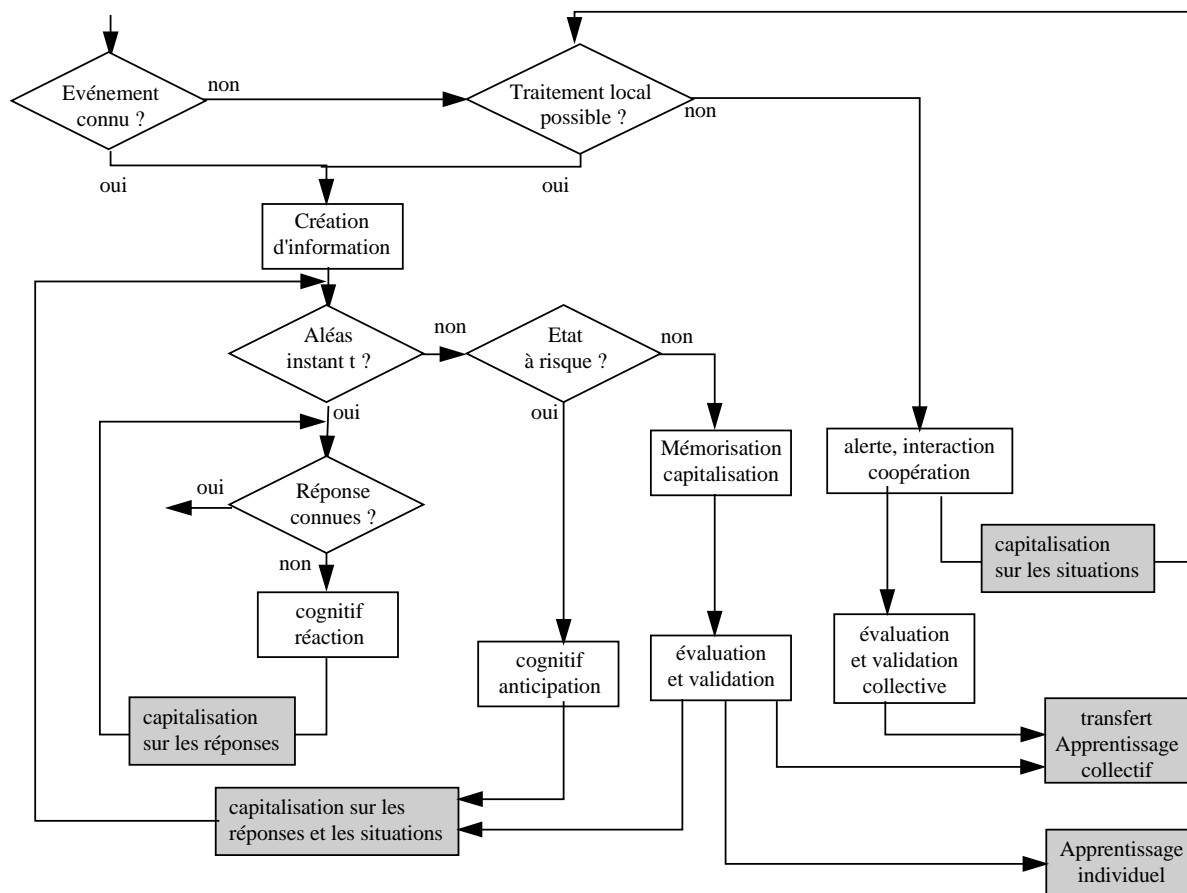 Evénement
connu ?
non
Traitement local
possible ?
non
oui
oui
Création
d'information
Aléas
instant t ?
non
Etat
à risque ?
non
oui
oui
Mémorisation
capitalisation
alerte, interaction
coopération
oui
Réponse
connues ?
non
capitalisation
sur les situations
cognitif
réaction
cognitif
anticipation
évaluation
et validation
évaluation
et validation
collective
capitalisation
sur les réponses
transfert
Apprentissage
collectif
capitalisation sur les
réponses et les situations
Apprentissage
individuel